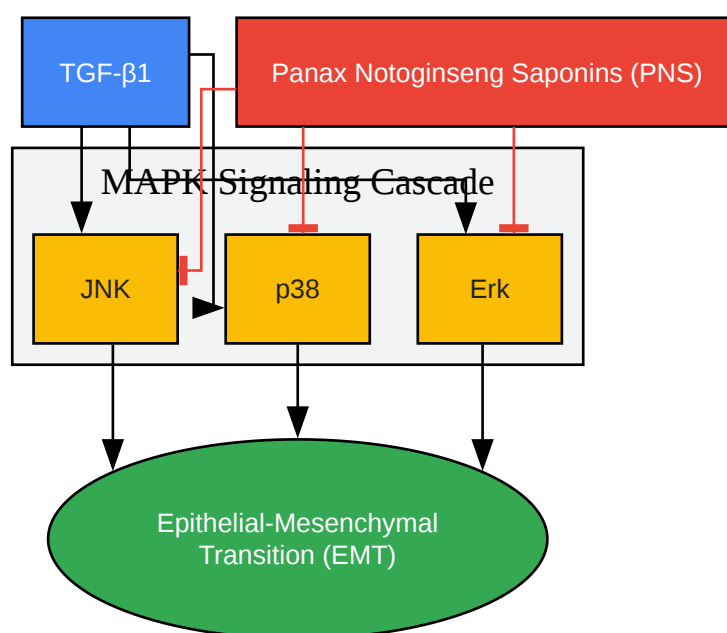 TGF-β1
Panax Notoginseng Saponins (PNS)
MAPK Signaling Cascade
JNK
p38
Erk
Epithelial-Mesenchymal
Transition (EMT)